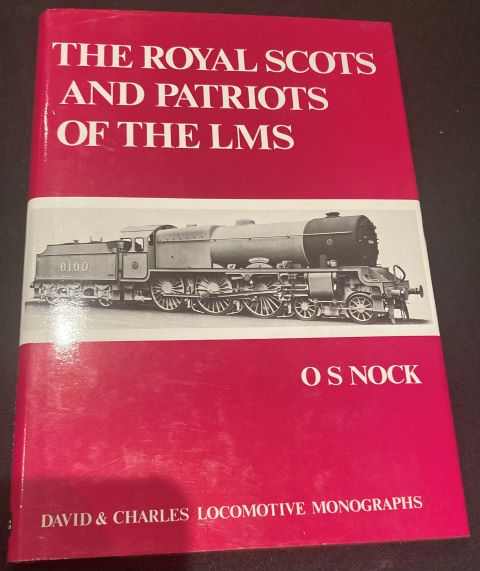 THE ROYAL SCOTS
AND PATRIOTS
OF THE LMS
6100
O S NOCK
DAVID & CHARLES LOCOMOTIVE MONOGRAPHS